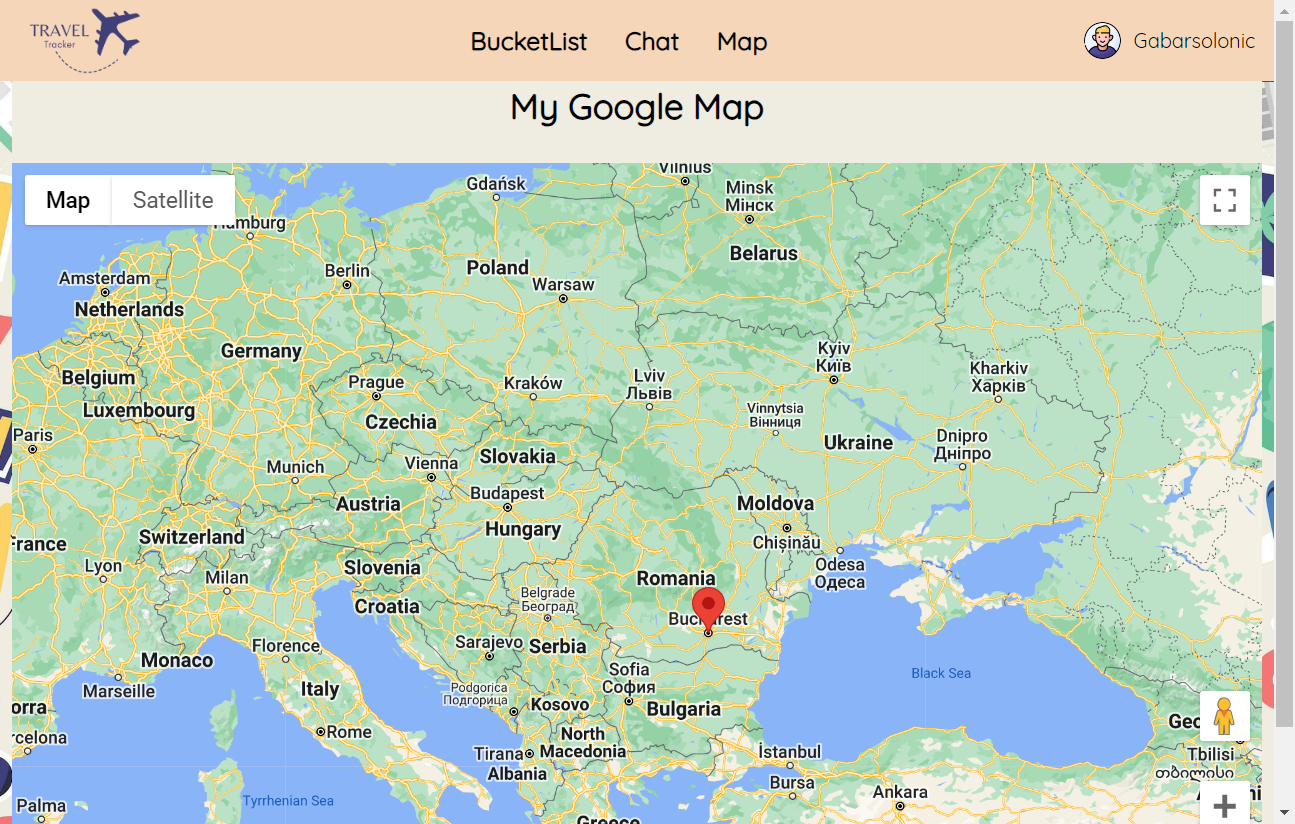 TRAVEL
Tracker
BucketList
Chat
Map
Gabarsolonic
My Google Map
Map
Satellite
Vilnius
Gdańsk
Minsk
Мінск
Hamburg
Belarus
Berlin
Poland
Amsterdam
Warsaw
Netherlands
Germany
Kyiv
Київ
Kharkiv
Харків
Belgium
Prague
Kraków
Lviv
Львів
Luxembourg
Vinnytsia
Вінниця
Czechia
Paris
Ukraine
Dnipro
Дніпро
Munich
Vienna
Slovakia
Budapest
Austria
Moldova
Hungary
Switzerland
France
Chișinău
Lyon
Slovenia
Odesa
Одеса
Milan
Romania
Belgrade
Београд
Croatia
Bucharest
Florence
Sarajevo
Serbia
Monaco
Sofia
София
Black Sea
Marseille
Italy
Podgorica
Подгорица
Kosovo
Bulgaria
orra
Geo
Rome
North
Macedonia
rcelona
Tirana
İstanbul
Tbilisi
თბილისი
Albania
Bursa
Ankara
Tyrrhenian Sea
Palma
Greece